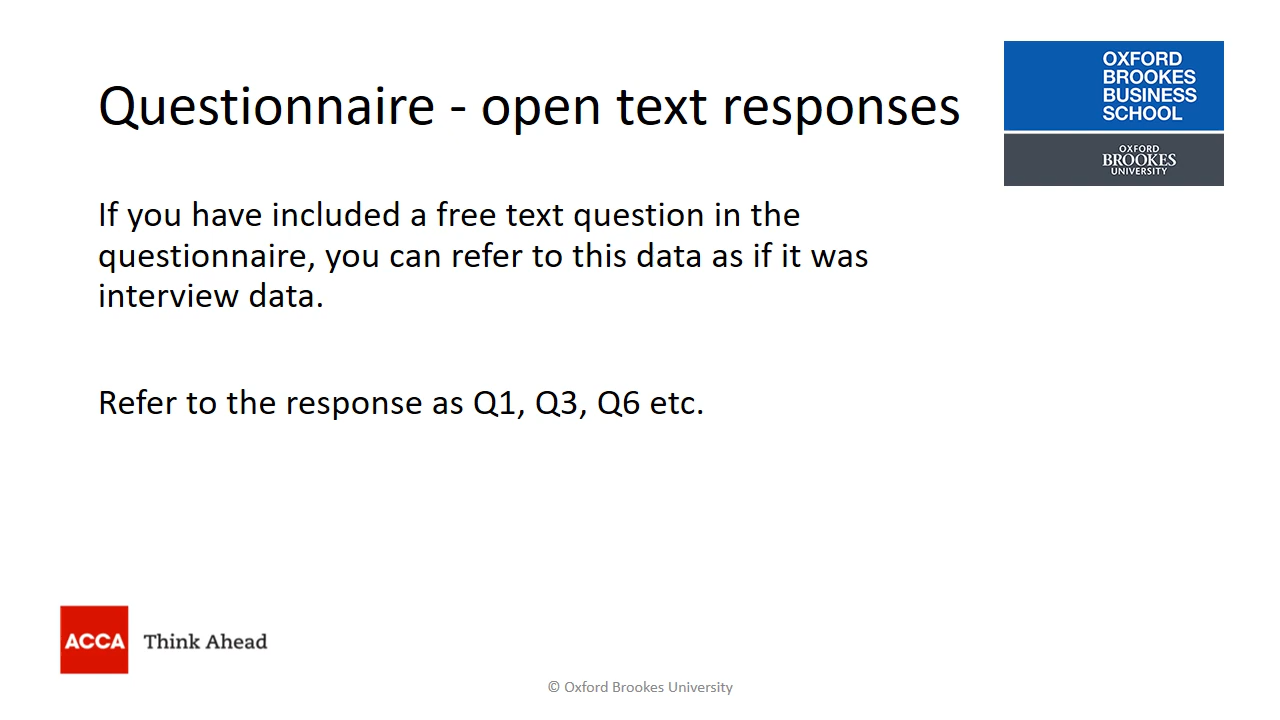 Questionnaire - open text responses
OXFORD
BROOKES
BUSINESS
SCHOOL
OXFORD
BROOKES
UNIVERSITY
If you have included a free text question in the
questionnaire, you can refer to this data as if it was
interview data.
Refer to the response as Q1, Q3, Q6 etc.
ACCA Think Ahead
© Oxford Brookes University